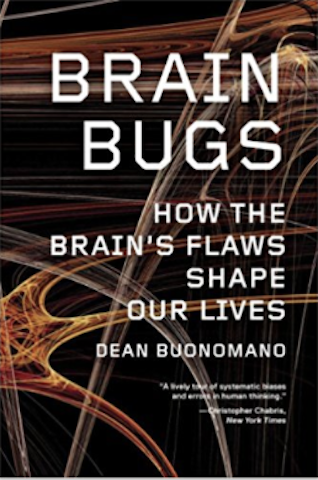 BRAIN
BUGS
HOW THE
BRAIN'S FLAWS
SHAPE
OUR LIVES
DEAN BUONOMANO
"A lively tour of systematic biases
and errors in human thinking."
—Christopher Chabris,
New York Times